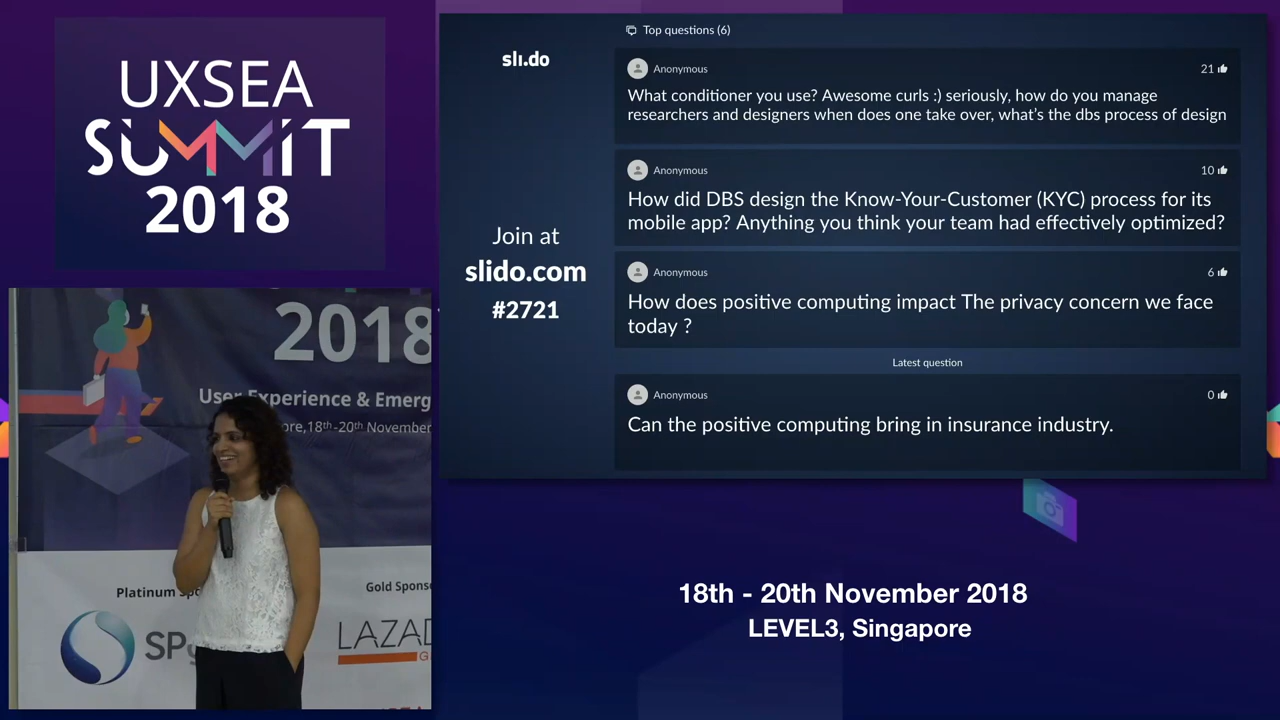 UXSEA
SUMMIT
2018
sli.do
Join at
slido.com
#2721
Top questions (6)
Anonymous
21
What conditioner you use? Awesome curls :) seriously, how do you manage
researchers and designers when does one take over, what's the dbs process of design
Anonymous
10
How did DBS design the Know-Your-Customer (KYC) process for its
mobile app? Anything you think your team had effectively optimized?
Anonymous
6
How does positive computing impact The privacy concern we face
today ?
Latest question
Anonymous
0
Can the positive computing bring in insurance industry.
2018
User Experience & Emerg
ore,18th-20th November
Platinum Spo
SP
Gold Sponso
LAZAD
G
18th - 20th November 2018
LEVEL3, Singapore